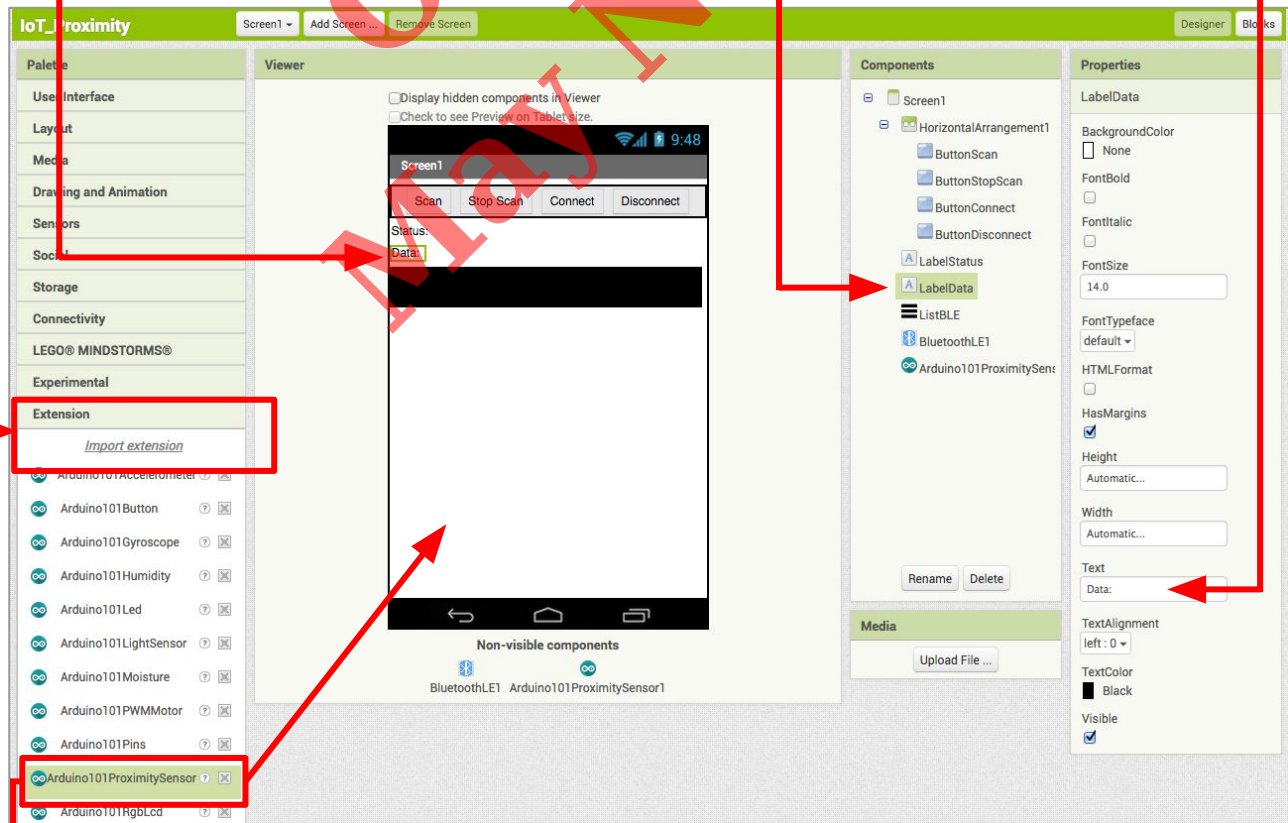 IoT_Proximity
Screen1
Add Screen ...
Remove Screen
Designer
Blocks
Palette
User Interface
Layout
Media
Drawing and Animation
Sensors
Social
Storage
Connectivity
LEGO® MINDSTORMS®
Experimental
Extension
Import extension
Arduino101Accelerometer
Arduino101Button
Arduino101Gyroscope
Arduino101Humidity
Arduino101Led
Arduino101LightSensor
Arduino101Moisture
Arduino101PWMMotor
Arduino101Pins
Arduino101ProximitySensor
Arduino101RgbLcd
Viewer
Display hidden components in Viewer
Check to see Preview on Tablet size.
9:48
Screen1
Scan
Stop Scan
Connect
Disconnect
Status:
Data:
Non-visible components
BluetoothLE1
Arduino101ProximitySensor1
Components
Screen1
HorizontalArrangement1
ButtonScan
ButtonStopScan
ButtonConnect
ButtonDisconnect
LabelStatus
LabelData
ListBLE
BluetoothLE1
Arduino101ProximitySens
Rename
Delete
Media
Upload File ...
Properties
LabelData
BackgroundColor
None
FontBold
FontItalic
FontSize
14.0
FontTypeface
default
HTMLFormat
HasMargins
Height
Automatic...
Width
Automatic...
Text
Data:
TextAlignment
left : 0
TextColor
Black
Visible
May